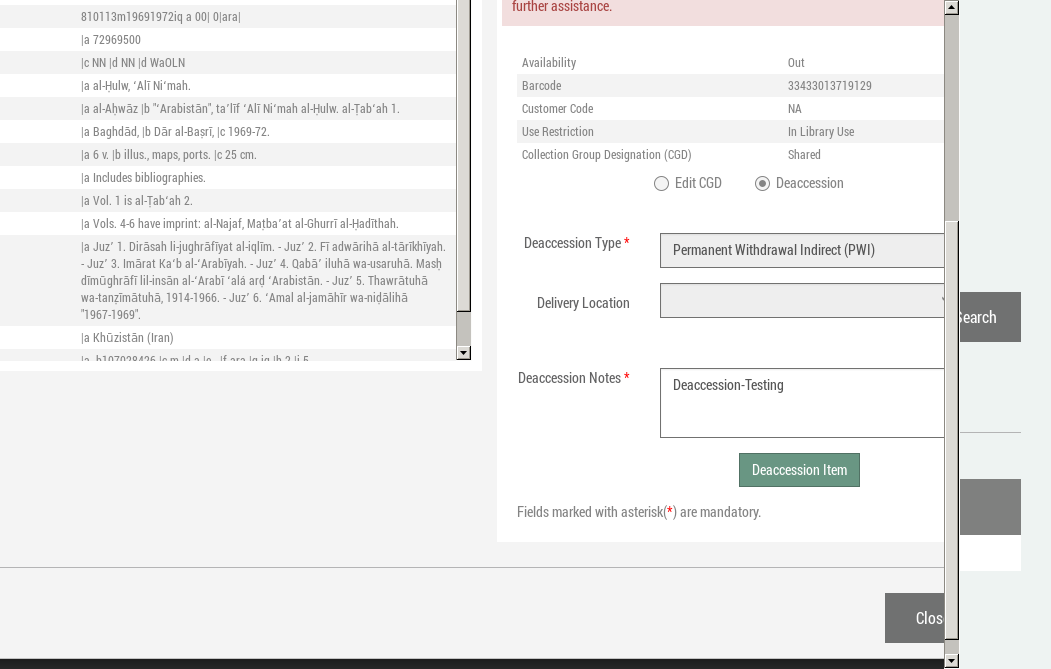 810113m19691972iq a 00| 0|ara|
|a 72969500
|c NN |d NN |d WaOLN
|a al-Ḥulw, ʻAlī Niʻmah.
|a al-Aḥwāz |b "ʻArabistān", taʼlīf ʻAlī Niʻmah al-Ḥulw. al-Ṭabʻah 1.
|a Baghdād, |b Dār al-Baṣrī, |c 1969-72.
|a 6 v. |b illus., maps, ports. |c 25 cm.
|a Includes bibliographies.
|a Vol. 1 is al-Ṭabʻah 2.
|a Vols. 4-6 have imprint: al-Najaf, Maṭbaʻat al-Ghurrī al-Ḥadīthah.
|a Juzʼ 1. Dirāsah li-jughrāfīyat al-iqlīm. - Juzʼ 2. Fī adwārihā al-tārīkhīyah.
- Juzʼ 3. Imārat Kaʻb al-ʻArabīyah. - Juzʼ 4. Qabāʼ iluhā wa-usaruhā. Masḥ
dīmūghrāfī lil-insān al-ʻArabī ʻalá arḍ ʻArabistān. - Juzʼ 5. Thawrātuhā
wa-tanẓīmātuhā, 1914-1966. - Juzʼ 6. ʻAmal al-jamāhīr wa-niḍālihā
"1967-1969".
|a Khūzistān (Iran)
further assistance.
Availability Out
Barcode 33433013719129
Customer Code NA
Use Restriction In Library Use
Collection Group Designation (CGD) Shared
Edit CGD Deaccession
Deaccession Type * Permanent Withdrawal Indirect (PWI)
Delivery Location
Search
Deaccession Notes * Deaccession-Testing
Deaccession Item
Fields marked with asterisk(*) are mandatory.
Clos